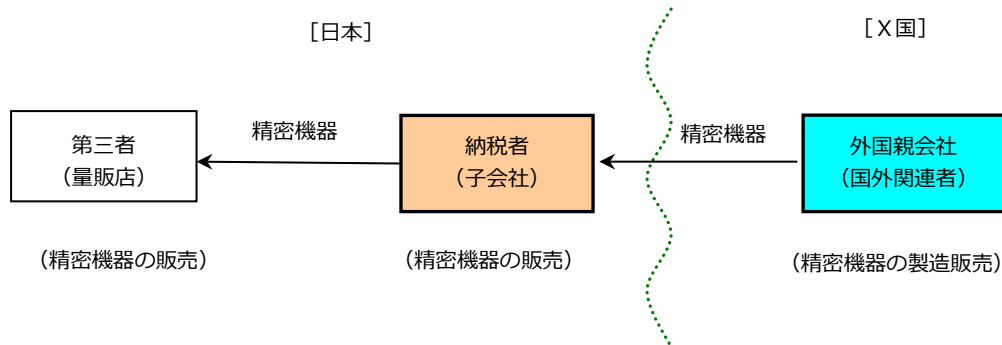 ［日本］
［Ｘ国］
精密機器
精密機器
第三者
（量販店）
納税者
（子会社）
外国親会社
（国外関連者）
（精密機器の販売）
（精密機器の販売）
（精密機器の製造販売）